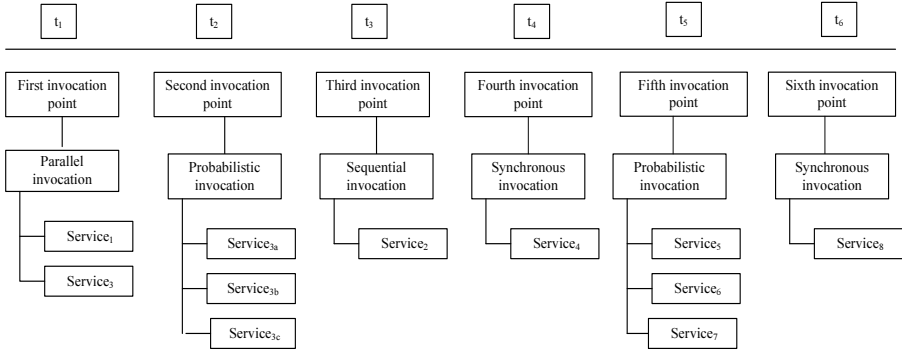 t₁ t₂ t₃ t₄ t₅ t₆
First invocation point
Second invocation point
Third invocation point
Fourth invocation point
Fifth invocation point
Sixth invocation point
Parallel invocation
Probabilistic invocation
Sequential invocation
Synchronous invocation
Probabilistic invocation
Synchronous invocation
Service₁
Service₃
Service₃ₐ
Service₃b
Service₃c
Service₂
Service₄
Service₅
Service₆
Service₇
Service₈